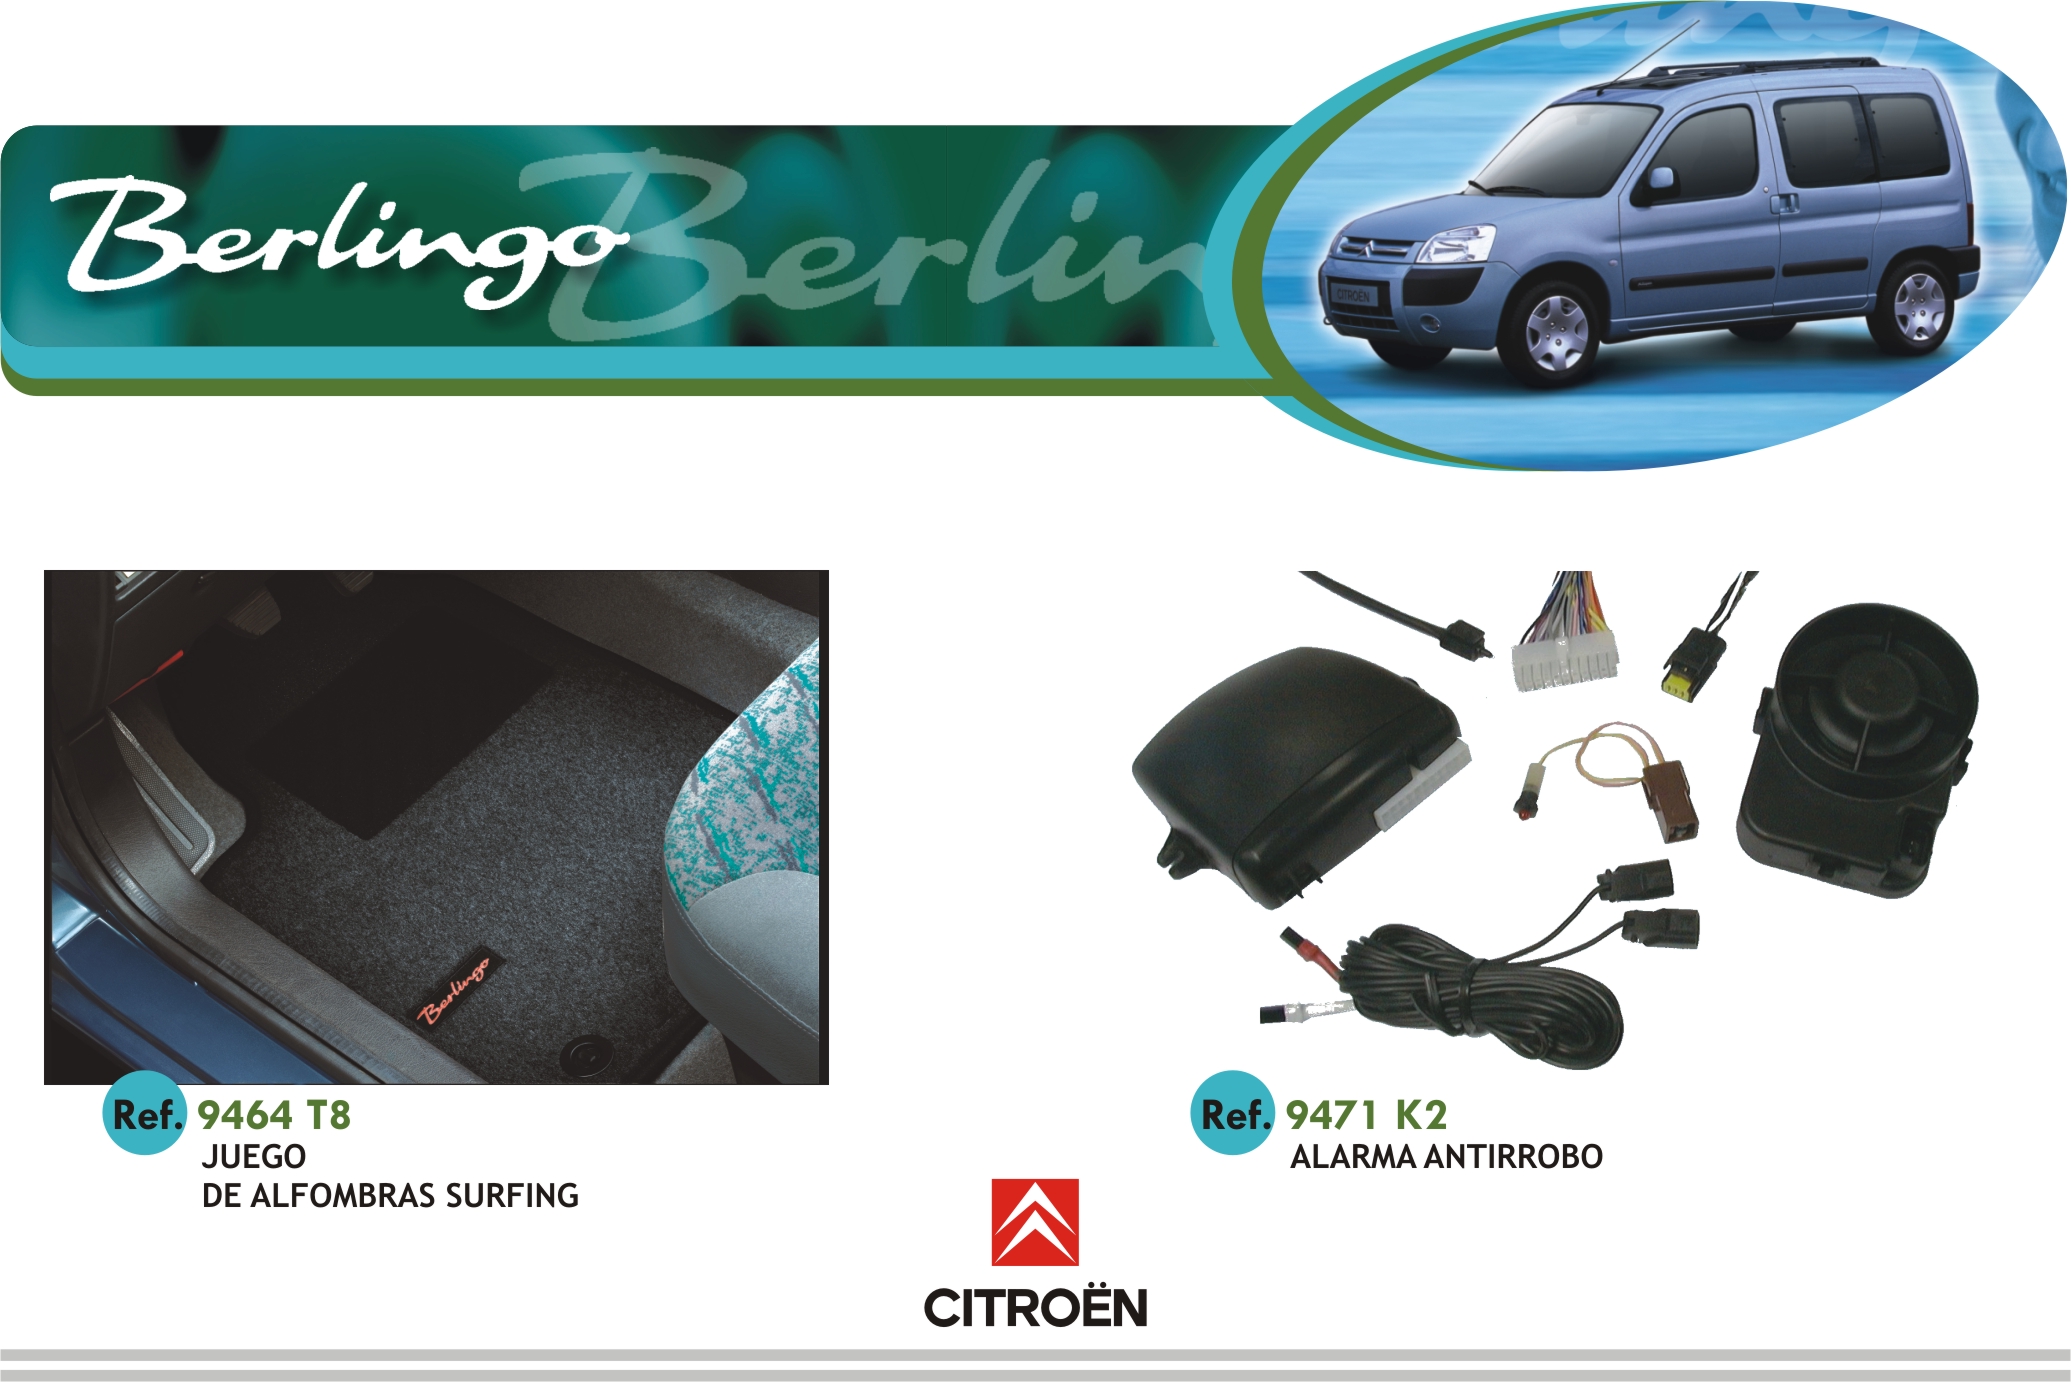 Berlingo
Berlin
CITROËN
Berlingo
Ref. 9464 T8
JUEGO
DE ALFOMBRAS SURFING
Ref. 9471 K2
ALARMA ANTIRROBO
CITROËN